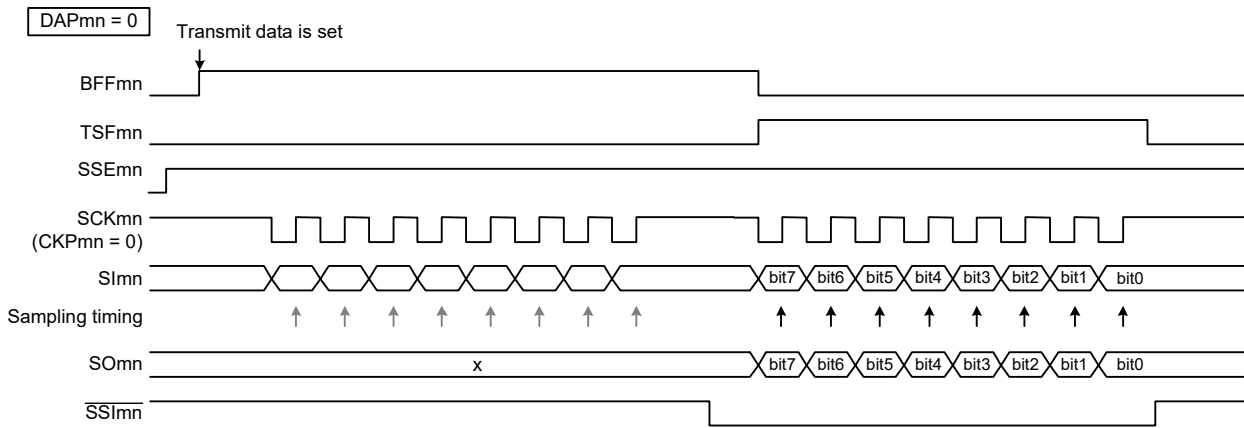 DAPmn = 0
Transmit data is set
BFFmn
TSFmn
SSEmn
SCKmn
(CKPmn = 0)
SImn
bit7 bit6 bit5 bit4 bit3 bit2 bit1 bit0
Sampling timing
SOmn
x
bit7 bit6 bit5 bit4 bit3 bit2 bit1 bit0
SSImn